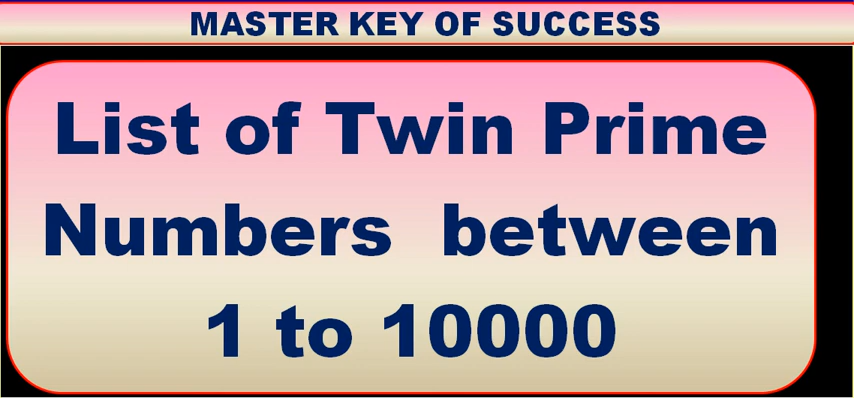 MASTER KEY OF SUCCESS
List of Twin Prime
Numbers between
1 to 10000